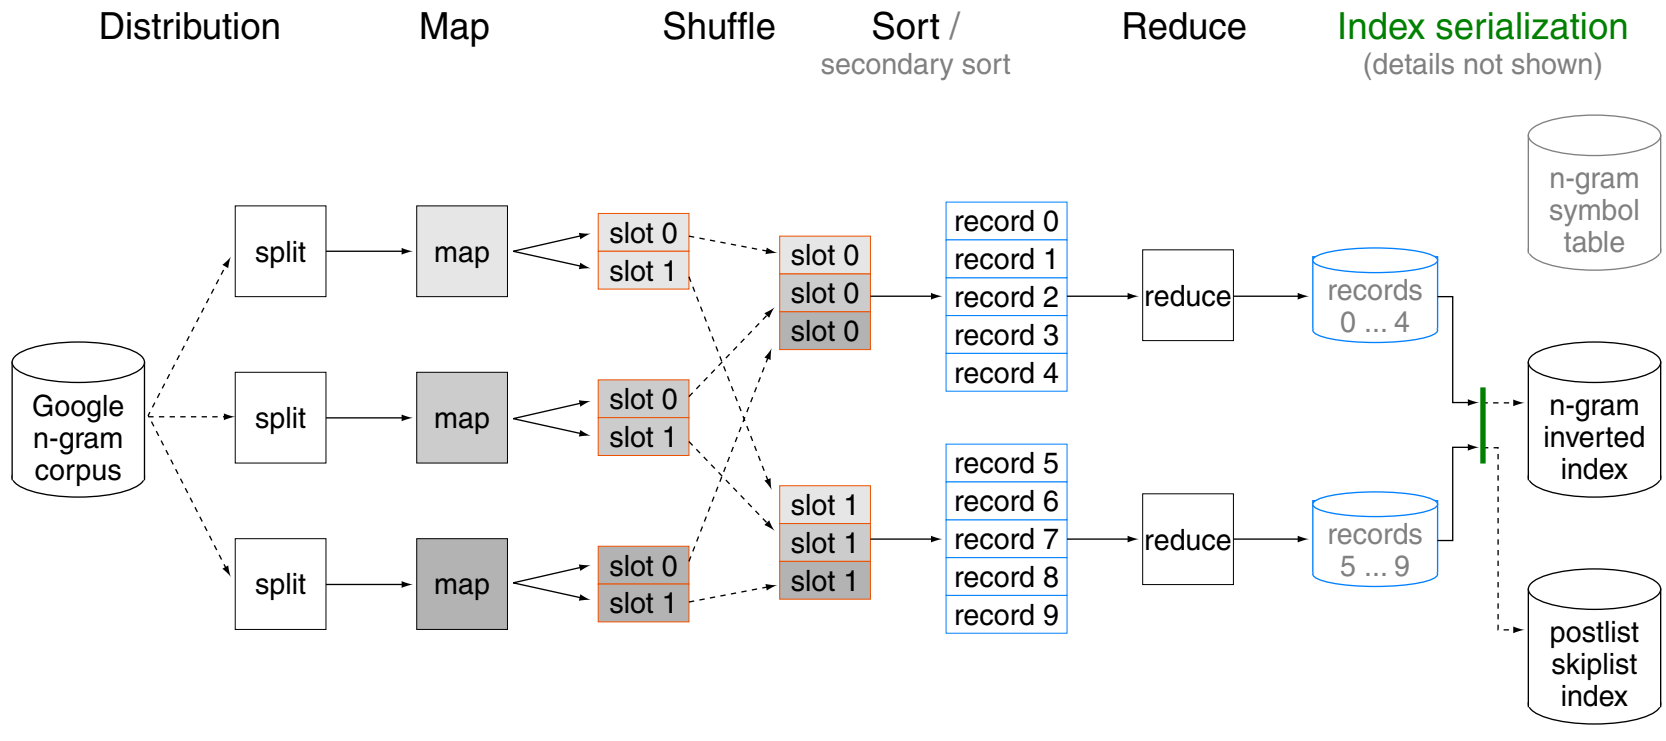 Distribution
Map
Shuffle
Sort /
secondary sort
Reduce
Index serialization
(details not shown)
Google
n-gram
corpus
split
split
split
map
map
map
slot 0
slot 1
slot 0
slot 1
slot 0
slot 1
slot 0
slot 0
slot 0
slot 1
slot 1
slot 1
record 0
record 1
record 2
record 3
record 4
record 5
record 6
record 7
record 8
record 9
reduce
reduce
records
0 ... 4
records
5 ... 9
n-gram
symbol
table
n-gram
inverted
index
postlist
skiplist
index